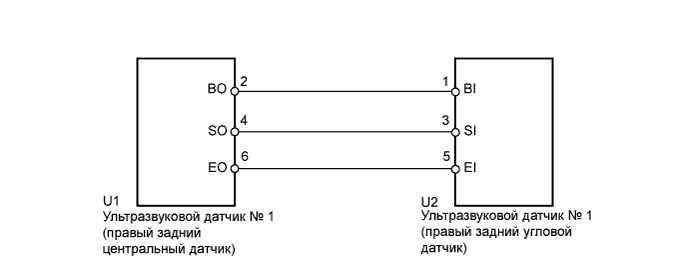 BO 2 1 BI
SO 4 3 SI
EO 6 5 EI
U1
Ультразвуковой датчик № 1
(правый задний
центральный датчик)
U2
Ультразвуковой датчик № 1
(правый задний угловой
датчик)